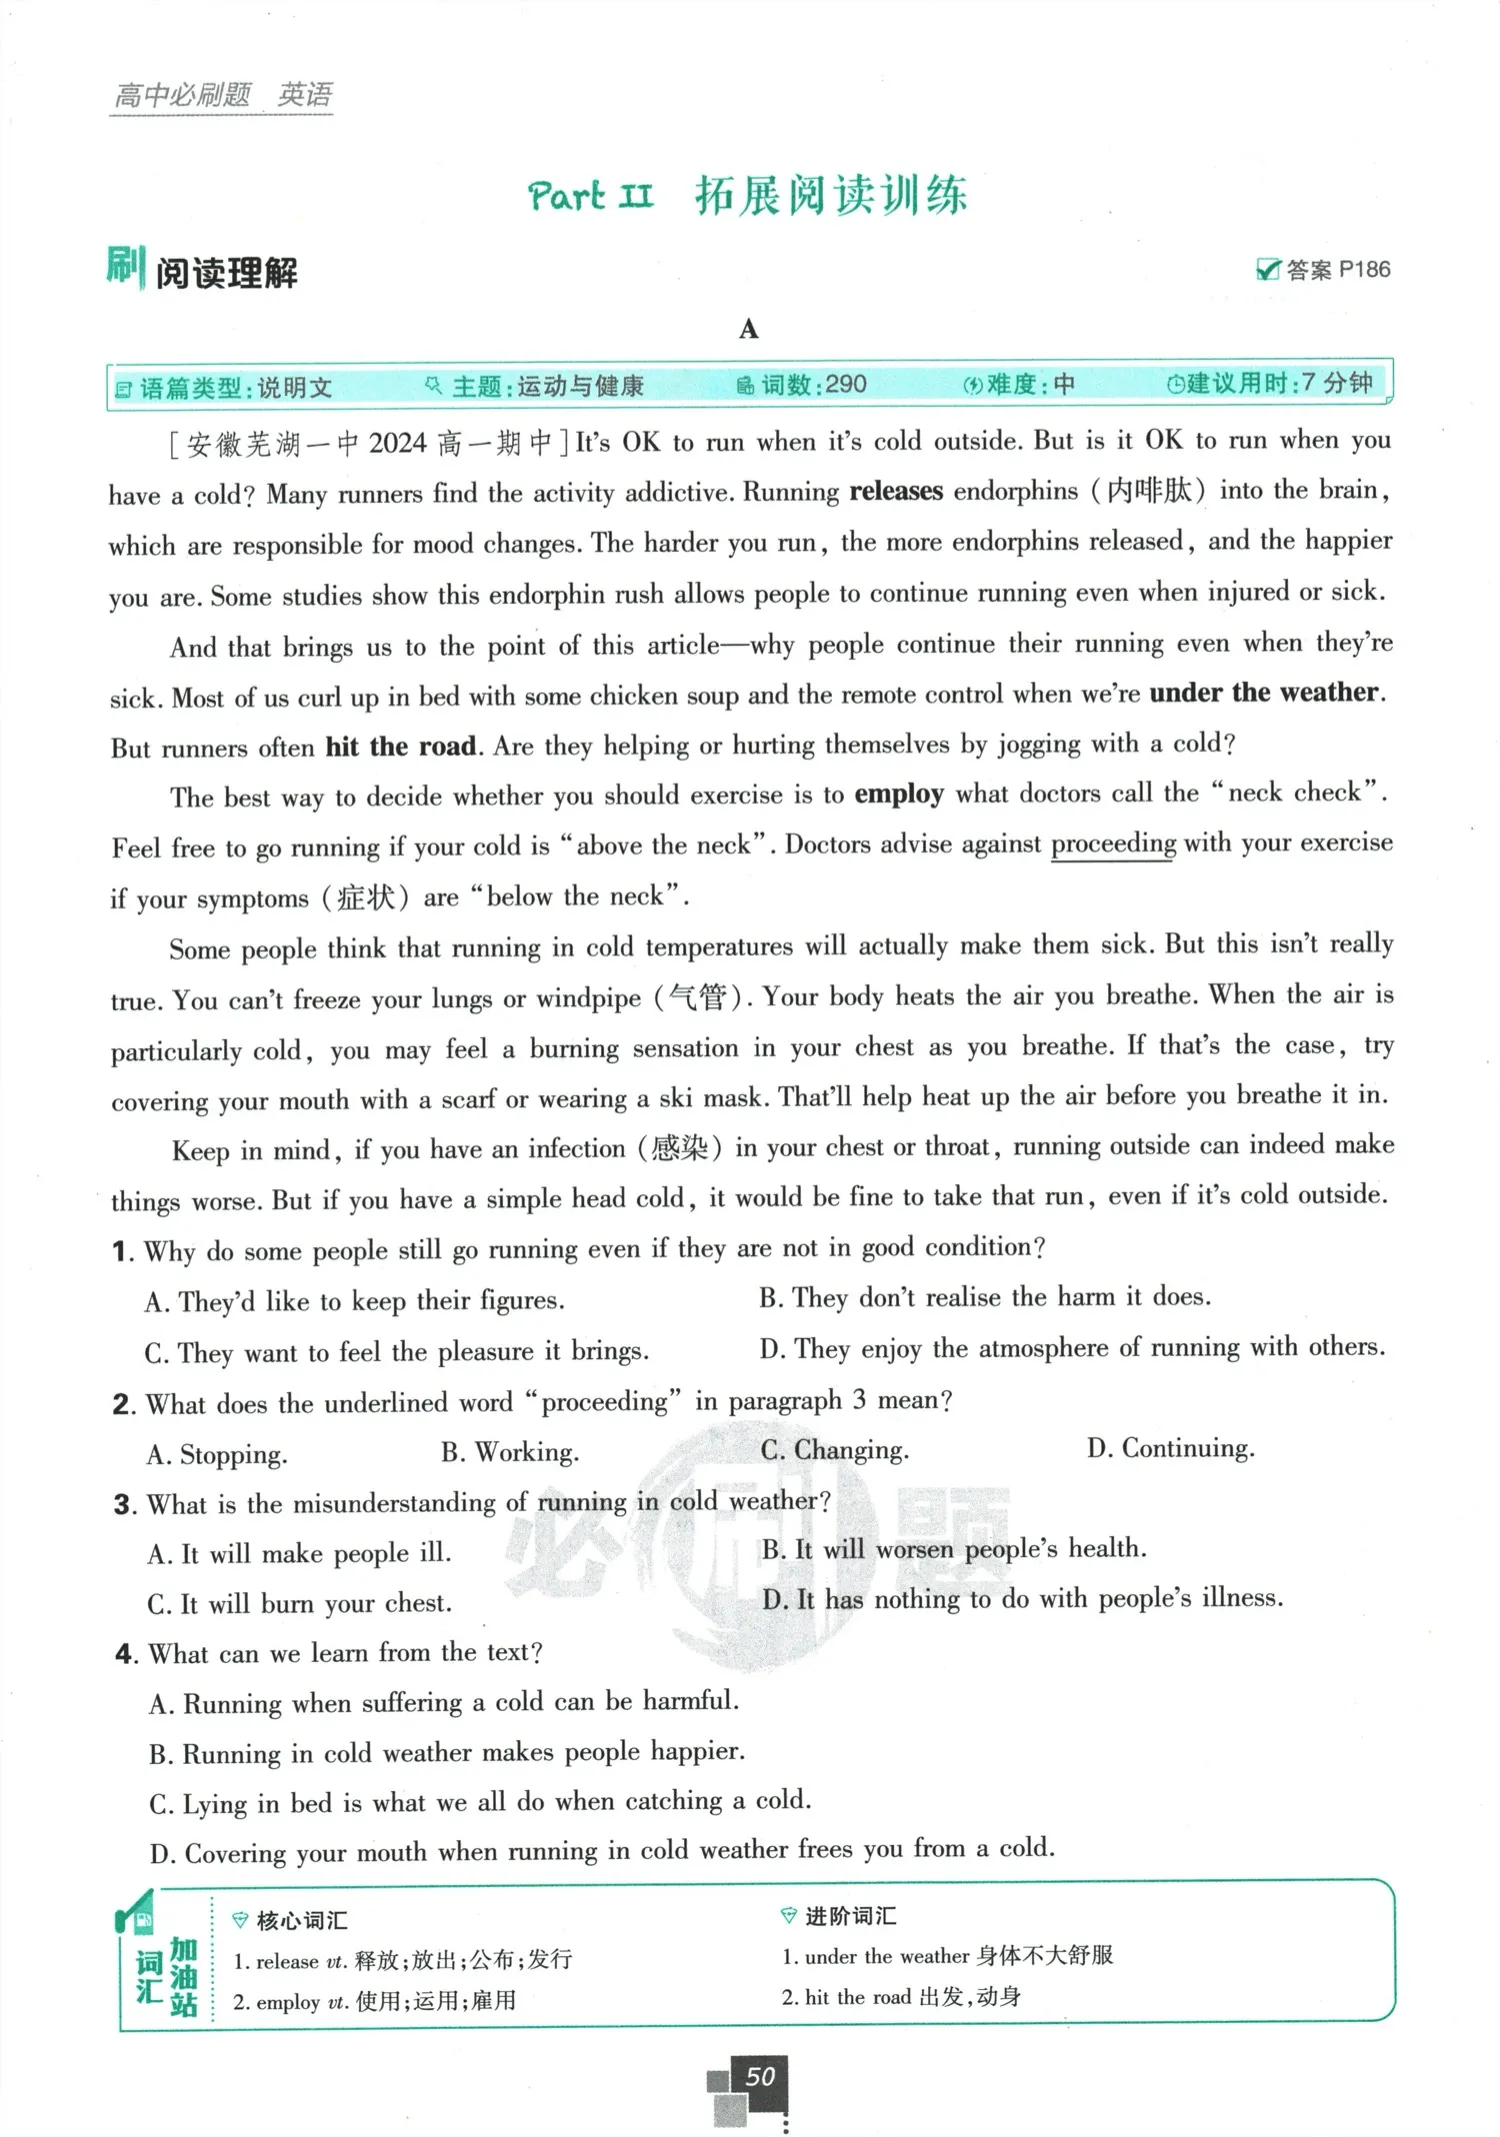 高中必刷题 英语
Part II 拓展阅读训练
刷 阅读理解
答案 P186
A
语篇类型:说明文 主题:运动与健康 词数:290 难度:中 建议用时:7 分钟
[安徽芜湖一中 2024 高一期中]It's OK to run when it's cold outside. But is it OK to run when you
have a cold? Many runners find the activity addictive. Running releases endorphins (内啡肽) into the brain,
which are responsible for mood changes. The harder you run, the more endorphins released, and the happier
you are. Some studies show this endorphin rush allows people to continue running even when injured or sick.
And that brings us to the point of this article—why people continue their running even when they're
sick. Most of us curl up in bed with some chicken soup and the remote control when we're under the weather.
But runners often hit the road. Are they helping or hurting themselves by jogging with a cold?
The best way to decide whether you should exercise is to employ what doctors call the “neck check”.
Feel free to go running if your cold is “above the neck”. Doctors advise against proceeding with your exercise
if your symptoms (症状) are “below the neck”.
Some people think that running in cold temperatures will actually make them sick. But this isn't really
true. You can't freeze your lungs or windpipe (气管). Your body heats the air you breathe. When the air is
particularly cold, you may feel a burning sensation in your chest as you breathe. If that's the case, try
covering your mouth with a scarf or wearing a ski mask. That'll help heat up the air before you breathe it in.
Keep in mind, if you have an infection (感染) in your chest or throat, running outside can indeed make
things worse. But if you have a simple head cold, it would be fine to take that run, even if it's cold outside.
1. Why do some people still go running even if they are not in good condition?
A. They'd like to keep their figures. B. They don't realise the harm it does.
C. They want to feel the pleasure it brings. D. They enjoy the atmosphere of running with others.
2. What does the underlined word “proceeding” in paragraph 3 mean?
A. Stopping. B. Working. C. Changing. D. Continuing.
3. What is the misunderstanding of running in cold weather?
A. It will make people ill. B. It will worsen people's health.
C. It will burn your chest. D. It has nothing to do with people's illness.
4. What can we learn from the text?
A. Running when suffering a cold can be harmful.
B. Running in cold weather makes people happier.
C. Lying in bed is what we all do when catching a cold.
D. Covering your mouth when running in cold weather frees you from a cold.
必刷题
词汇加油站
核心词汇 进阶词汇
1. release vt. 释放;放出;公布;发行 1. under the weather 身体不大舒服
2. employ vt. 使用;运用;雇用 2. hit the road 出发,动身
50